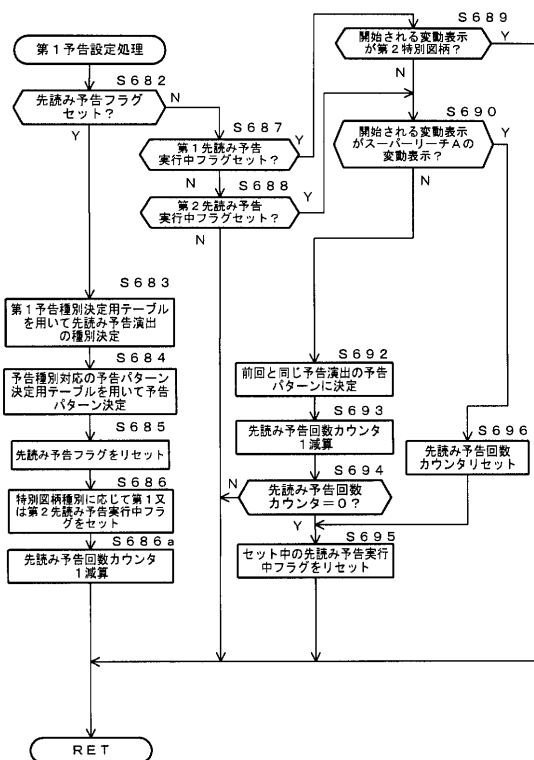 第１予告設定処理
Ｓ６８２
先読み予告フラグ
セット？
N
Y
Ｓ６８７
第１先読み予告
実行中フラグセット？
Y
N
Ｓ６８８
第２先読み予告
実行中フラグセット？
Y
N
Ｓ６８９
開始される変動表示
が第２特別図柄？
Y
N
Ｓ６９０
開始される変動表示
がスーパーリーチＡの
変動表示？
Y
N
Ｓ６８３
第１予告種別決定用テーブル
を用いて先読み予告演出
の種別決定
Ｓ６８４
予告種別対応の予告パターン
決定用テーブルを用いて予告
パターン決定
Ｓ６８５
先読み予告フラグをリセット
Ｓ６８６
特別図柄種別に応じて第１又
は第２先読み予告実行中フラ
グをセット
Ｓ６８６ａ
先読み予告回数カウンタ
１減算
Ｓ６９２
前回と同じ予告演出の予告
パターンに決定
Ｓ６９３
先読み予告回数カウンタ
１減算
Ｓ６９４
先読み予告回数
カウンタ＝０？
N
Y
Ｓ６９５
セット中の先読み予告実行
中フラグをリセット
Ｓ６９６
先読み予告回数
カウンタリセット
ＲＥＴ